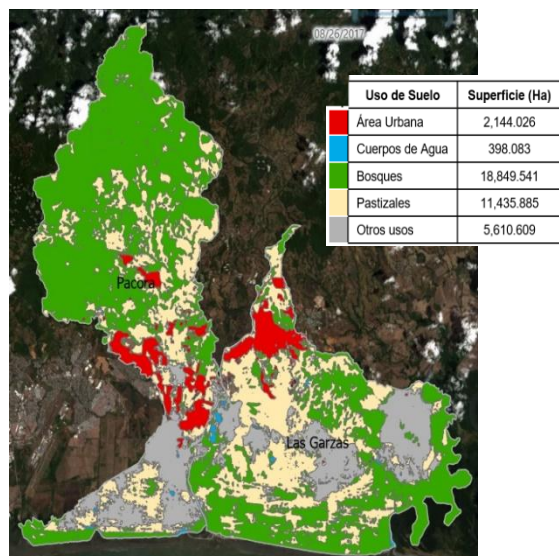 08/26/2017
Uso de Suelo Superficie (Ha)
Área Urbana 2,144.026
Cuerpos de Agua 398.083
Bosques 18,849.541
Pastizales 11,435.885
Otros usos 5,610.609
Pacora
Las Garzas